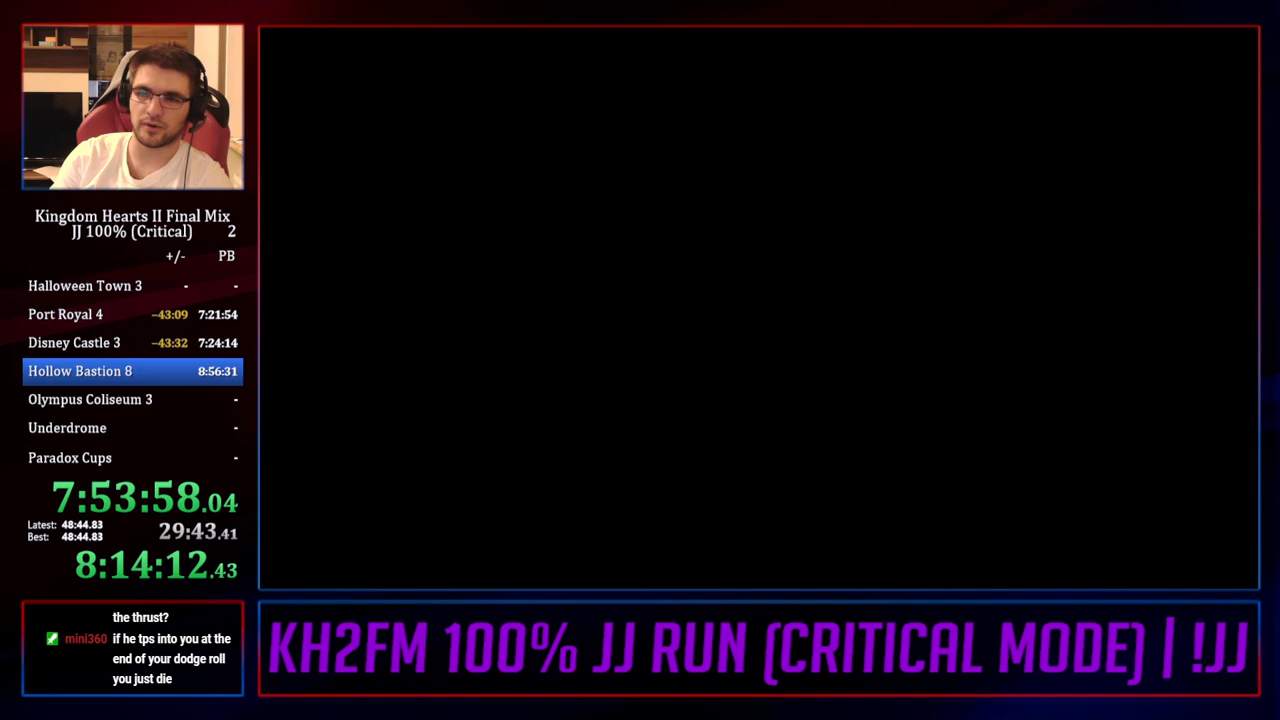 Kingdom Hearts II Final Mix
JJ 100% (Critical) 2
+/- PB
Halloween Town 3 - -
Port Royal 4 −43:09 7:21:54
Disney Castle 3 −43:32 7:24:14
Hollow Bastion 8 8:56:31
Olympus Coliseum 3 -
Underdrome -
Paradox Cups -
7:53:58.04
Latest: 48:44.83
Best: 48:44.83
29:43.41
8:14:12.43
the thrust?
mini360 if he tps into you at the
end of your dodge roll
you just die
KH2FM 100% JJ RUN (CRITICAL MODE) | !JJ